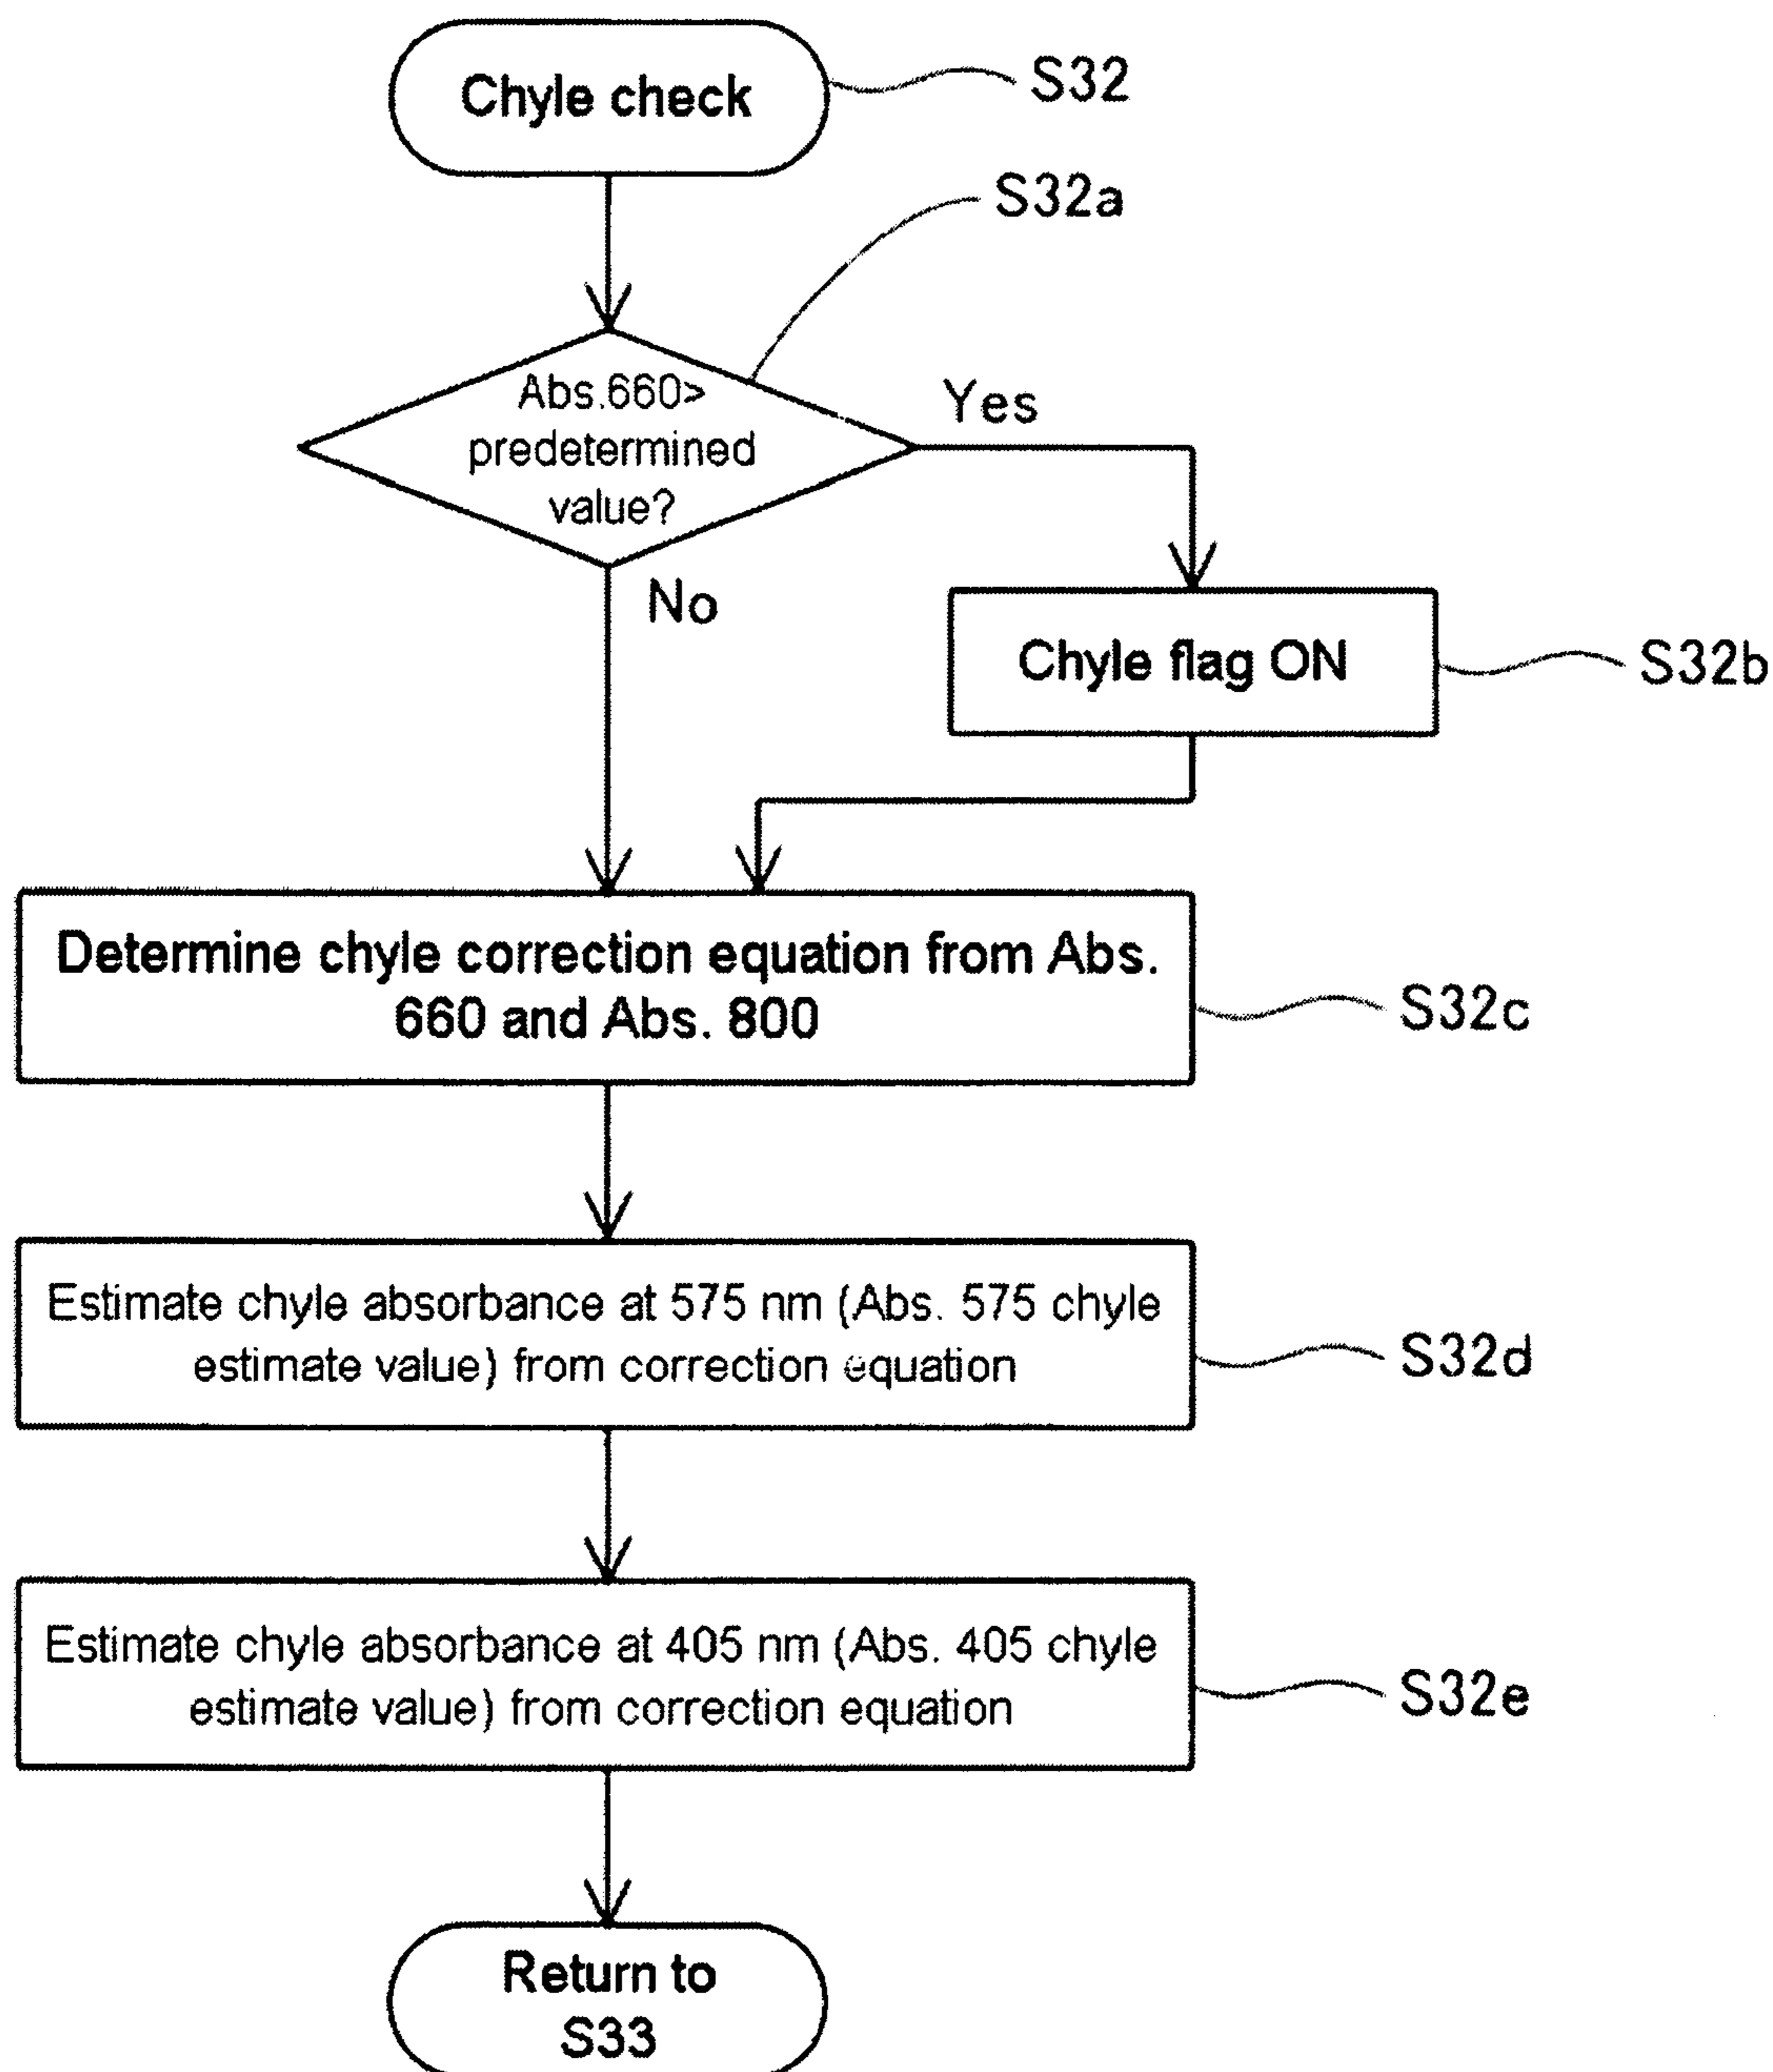 Chyle check
S32
S32a
Abs.660>
predetermined
value?
Yes
No
Chyle flag ON
S32b
Determine chyle correction equation from Abs.
660 and Abs. 800
S32c
Estimate chyle absorbance at 575 nm (Abs. 575 chyle
estimate value) from correction equation
S32d
Estimate chyle absorbance at 405 nm (Abs. 405 chyle
estimate value) from correction equation
S32e
Return to
S33